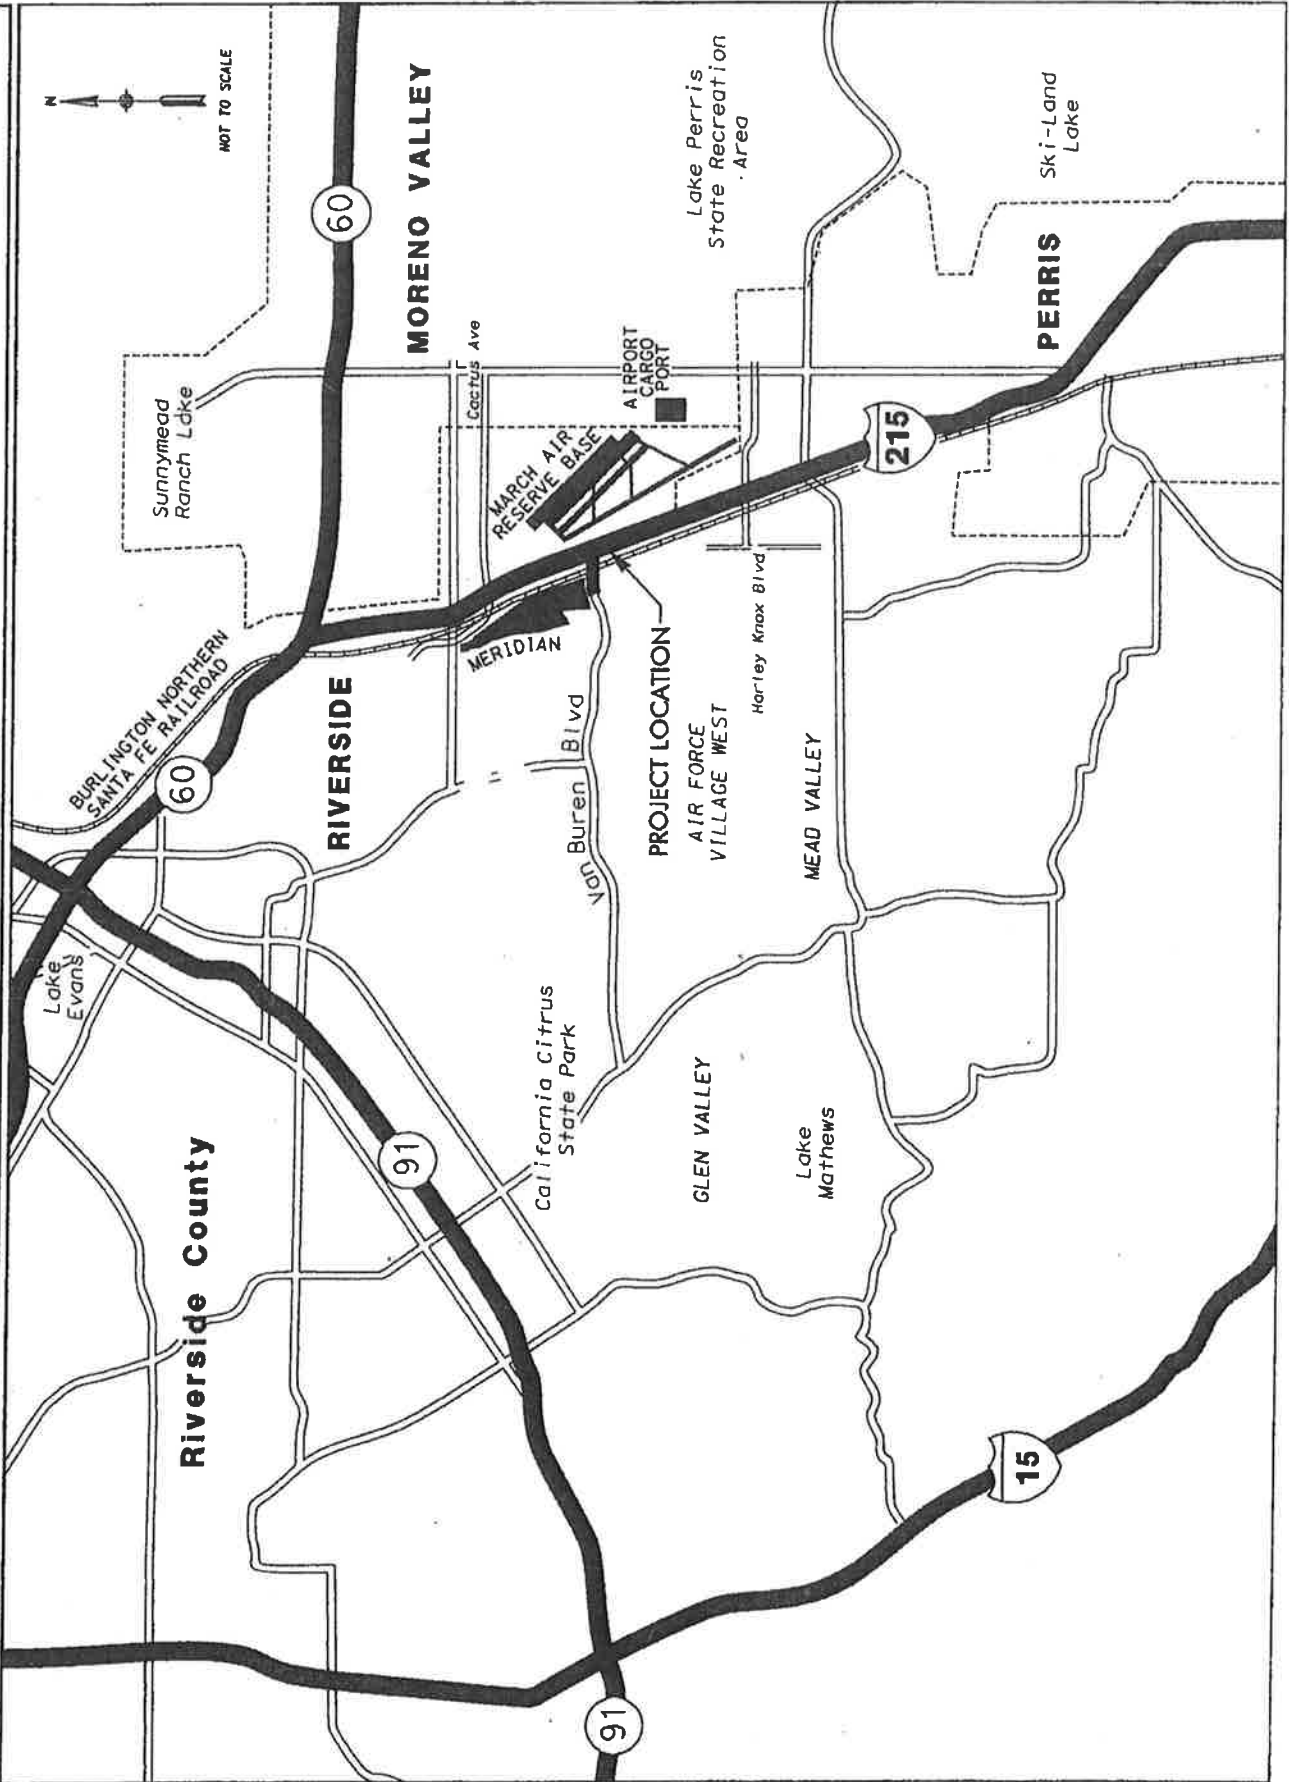 N
NOT TO SCALE
Lake
Evans
BURLINGTON NORTHERN
SANTA FE RAILROAD
Sunnymead
Ranch Lake
Riverside County
60
60
RIVERSIDE
MORENO VALLEY
91
Cactus Ave
MERIDIAN
MARCH AIR
RESERVE BASE
California Citrus
State Park
Van Buren Blvd
91
AIRPORT
CARGO
PORT
PROJECT LOCATION
AIR FORCE
VILLAGE WEST
Lake Perris
State Recreation
Area
GLEN VALLEY
Harley Knox Blvd
Lake
Mathews
MEAD VALLEY
215
15
PERRIS
Ski-Land
Lake